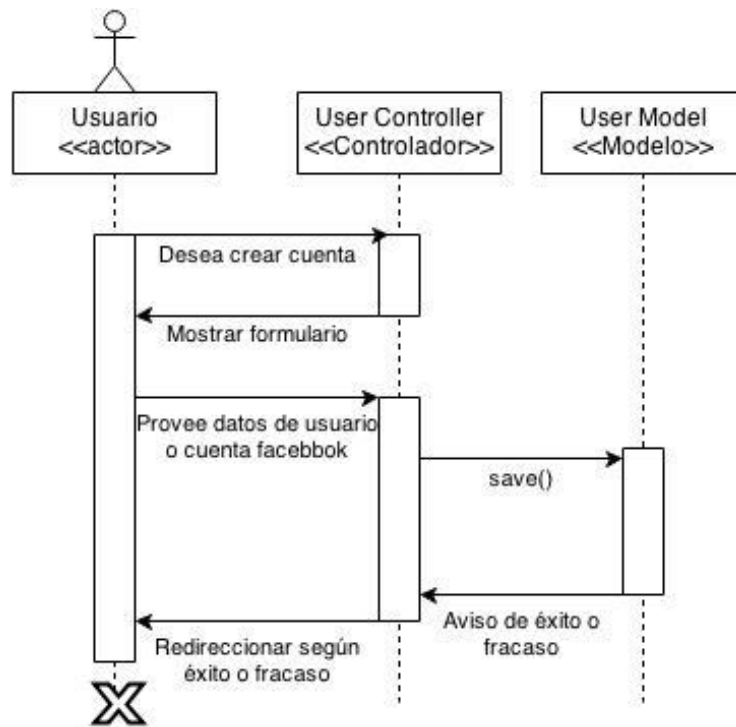 Usuario
<<actor>>
User Controller
<<Controlador>>
User Model
<<Modelo>>
Desea crear cuenta
Mostrar formulario
Provee datos de usuario
o cuenta facebbok
save()
Aviso de éxito o
fracaso
Redireccionar según
éxito o fracaso